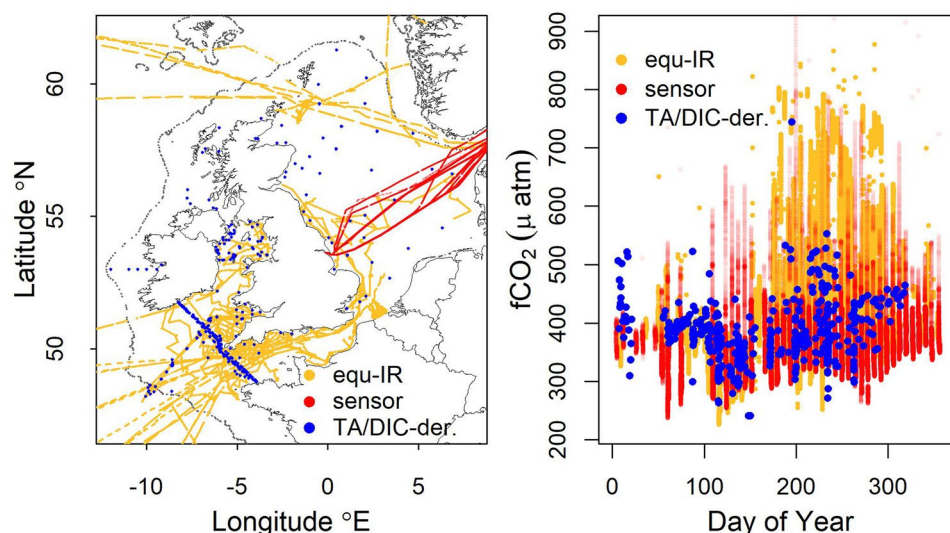 60
55
50
Latitude °N
-10
-5
0
5
Longitude °E
equ-IR
sensor
TA/DIC-der.
900
800
700
600
500
400
300
200
fCO₂ (μ atm)
0
100
200
300
Day of Year
equ-IR
sensor
TA/DIC-der.